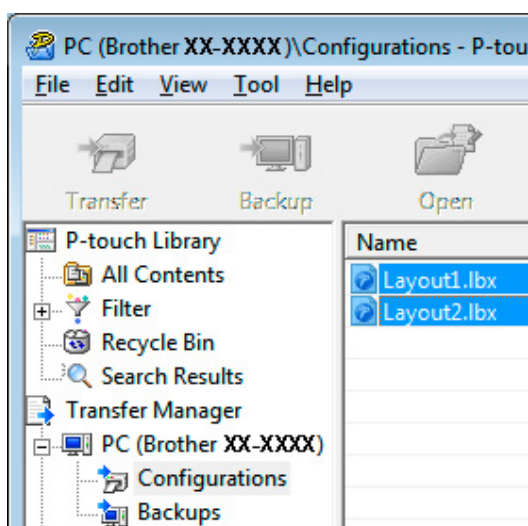 PC (Brother XX-XXXX)\Configurations - P-tou
File Edit View Tool Help
Transfer Backup Open
P-touch Library
All Contents
Filter
Recycle Bin
Search Results
Transfer Manager
PC (Brother XX-XXXX)
Configurations
Backups
Name
Layout1.lbx
Layout2.lbx